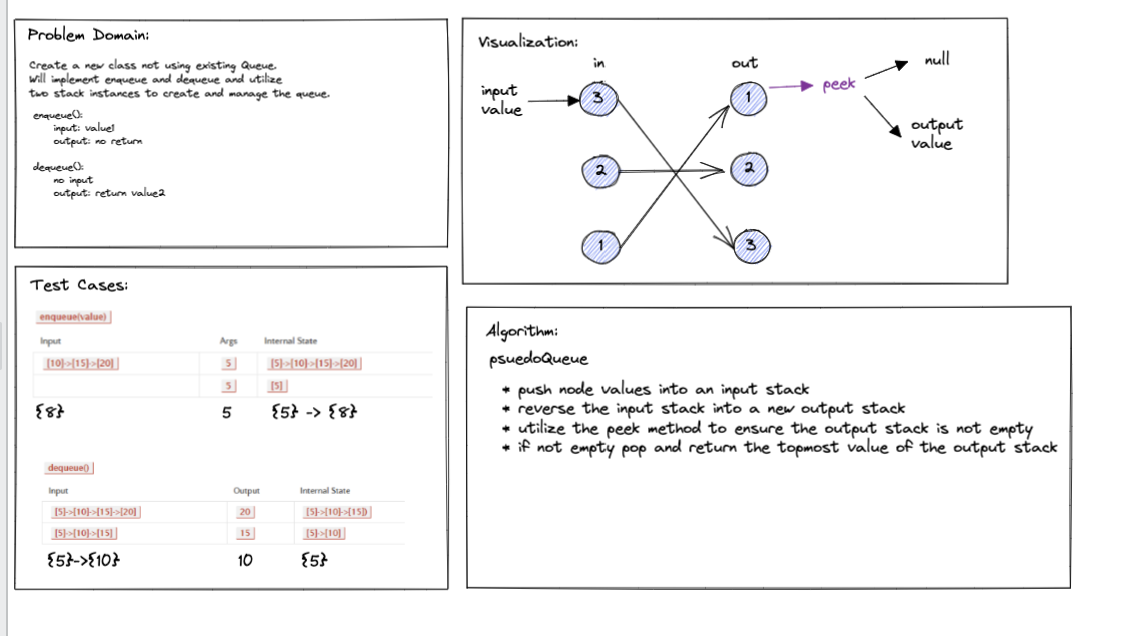 Problem Domain:
Create a new class not using existing Queue.
Will implement enqueue and dequeue and utilize
two stack instances to create and manage the queue.
enqueue():
input: value1
output: no return
dequeue():
no input
output: return value2
Visualization:
in
out
input
value
3
2
1
1
2
3
peek
null
output
value
Test Cases:
enqueue(value)
Input Args Internal State
[10]->[15]->[20] 5 [5]->[10]->[15]->[20]
5 [5]
{8} 5 {5} -> {8}
dequeue()
Input Output Internal State
[5]->[10]->[15]->[20] 20 [5]->[10]->[15])
[5]->[10]->[15] 15 [5]->[10]
{5}->{10} 10 {5}
Algorithm:
psuedoQueue
* push node values into an input stack
* reverse the input stack into a new output stack
* utilize the peek method to ensure the output stack is not empty
* if not empty pop and return the topmost value of the output stack